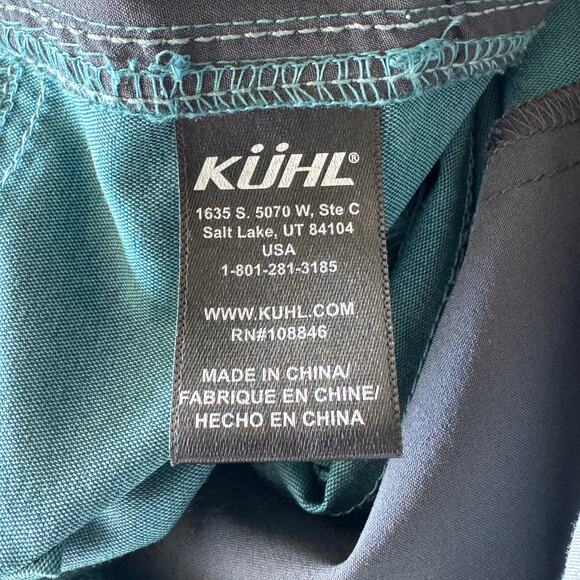 KÜHL®
1635 S. 5070 W, Ste C
Salt Lake, UT 84104
USA
1-801-281-3185
WWW.KUHL.COM
RN#108846
MADE IN CHINA/
FABRIQUE EN CHINE/
HECHO EN CHINA